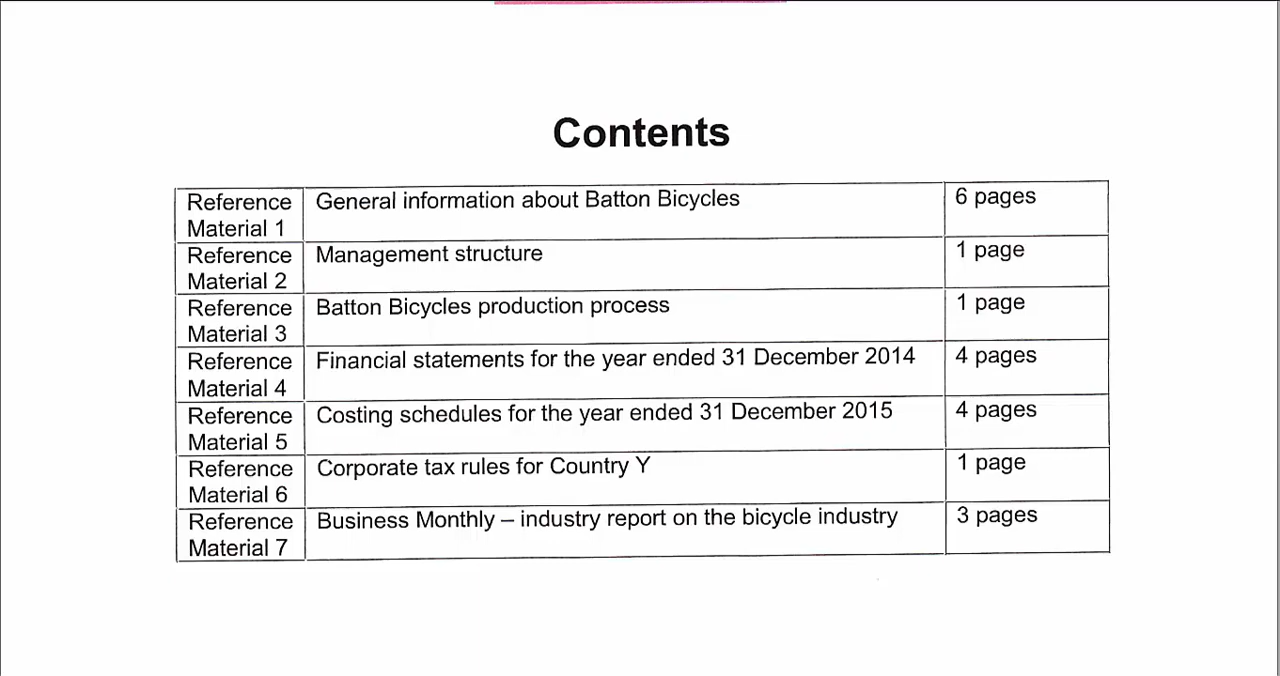 Contents
Reference General information about Batton Bicycles 6 pages
Material 1
Reference Management structure 1 page
Material 2
Reference Batton Bicycles production process 1 page
Material 3
Reference Financial statements for the year ended 31 December 2014 4 pages
Material 4
Reference Costing schedules for the year ended 31 December 2015 4 pages
Material 5
Reference Corporate tax rules for Country Y 1 page
Material 6
Reference Business Monthly – industry report on the bicycle industry 3 pages
Material 7